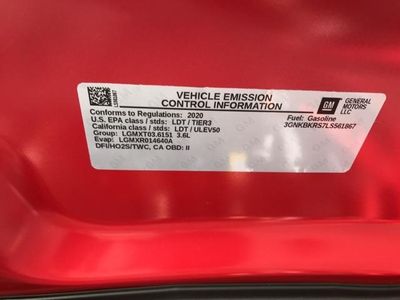 VEHICLE EMISSION
CONTROL INFORMATION
GM
GENERAL
MOTORS
LLC
Conforms to Regulations: 2020
Fuel: Gasoline
U.S. EPA class / stds: LDT / TIER3
3GNKBKRS7LS561867
California class / stds: LDT / ULEV50
Group: LGMXT03.6151 3.6L
Evap: LGMXR014640A
DFI/HO2S/TWC, CA OBD: II